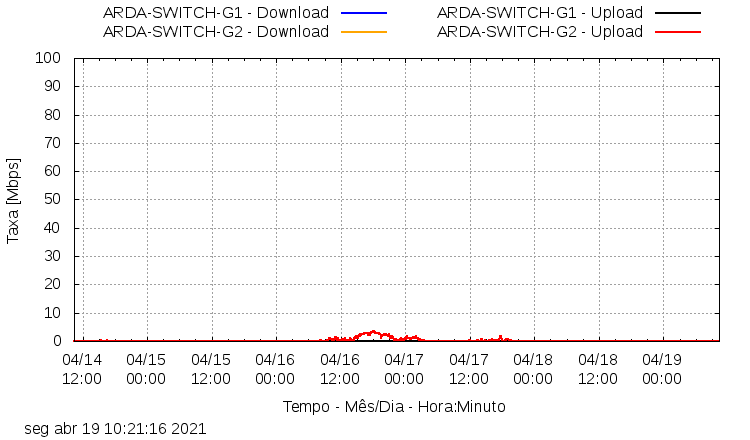 ARDA-SWITCH-G1 - Download ARDA-SWITCH-G1 - Upload
ARDA-SWITCH-G2 - Download ARDA-SWITCH-G2 - Upload
Taxa [Mbps]
100
90
80
70
60
50
40
30
20
10
0
04/14 04/15 04/15 04/16 04/16 04/17 04/17 04/18 04/18 04/19
12:00 00:00 12:00 00:00 12:00 00:00 12:00 00:00 12:00 00:00
Tempo - Mês/Dia - Hora:Minuto
seg abr 19 10:21:16 2021